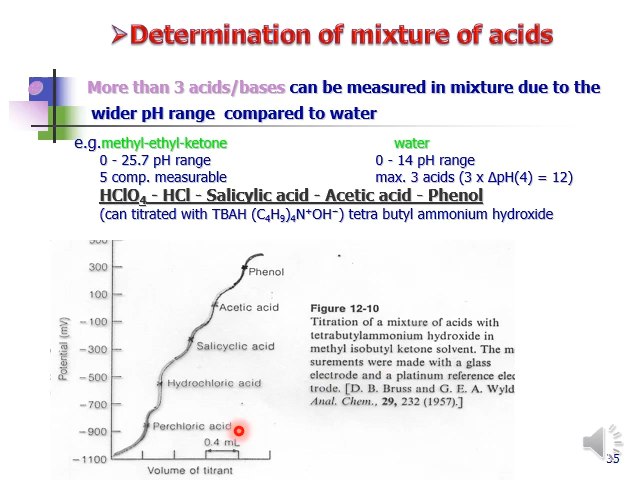 ➢Determination of mixture of acids
More than 3 acids/bases can be measured in mixture due to the
wider pH range compared to water
e.g.methyl-ethyl-ketone water
0 - 25.7 pH range 0 - 14 pH range
5 comp. measurable max. 3 acids (3 x ΔpH(4) = 12)
HClO₄ - HCl - Salicylic acid - Acetic acid - Phenol
(can titrated with TBAH (C₄H₉)₄N⁺OH⁻) tetra butyl ammonium hydroxide
500
300
100
−100
−300
−500
−700
−900
−1100
Potential (mV)
Phenol
Acetic acid
Salicyclic acid
Hydrochloric acid
Perchloric acid
0.4 mL
Volume of titrant
Figure 12-10
Titration of a mixture of acids with
tetrabutylammonium hydroxide in
methyl isobutyl ketone solvent. The m
surements were made with a glass
electrode and a platinum reference elec
trode. [D. B. Bruss and G. E. A. Wyld
Anal. Chem., 29, 232 (1957).]
35